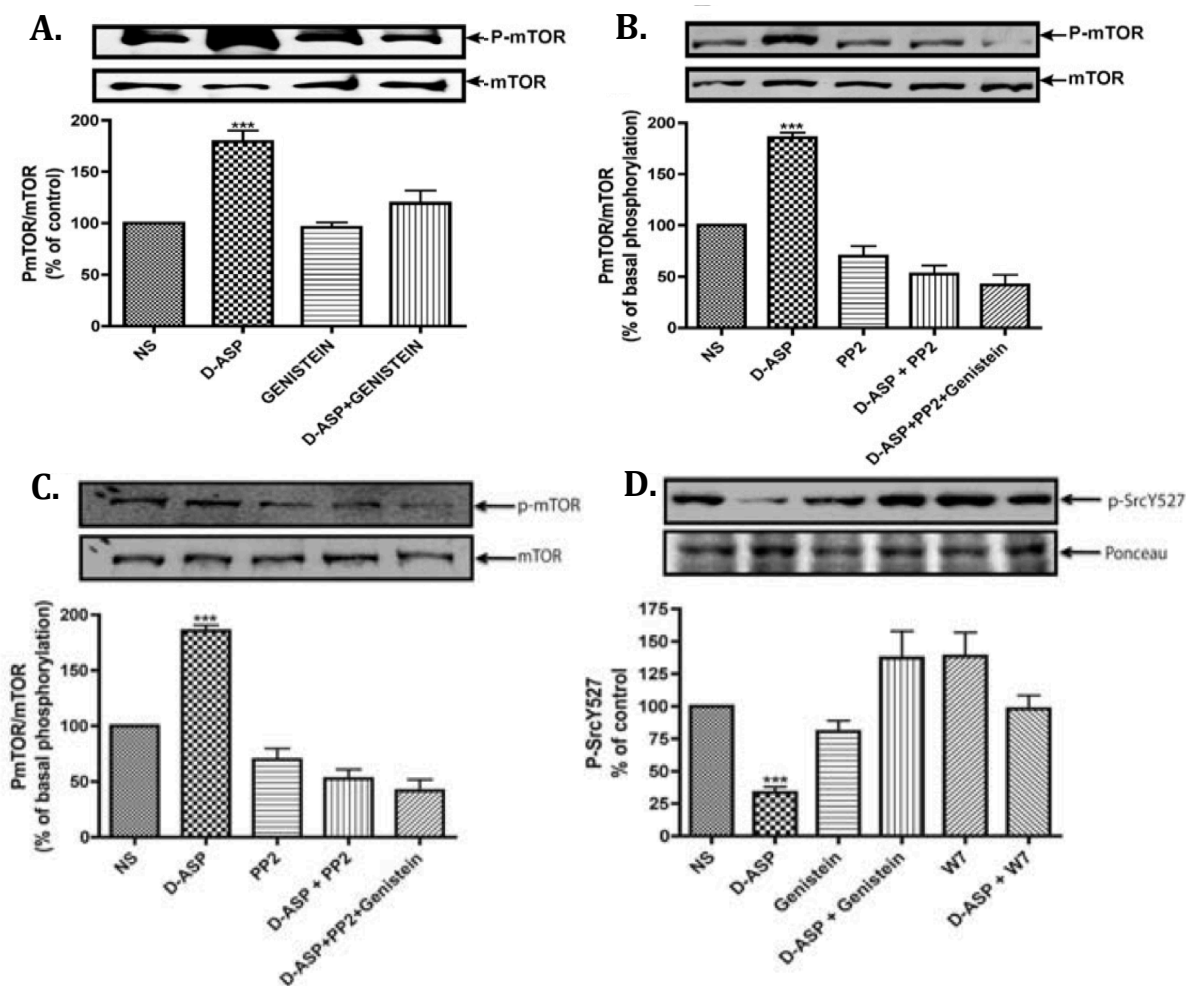 A.
P-mTOR
mTOR
PmTOR/mTOR
(% of control)
200
150
100
50
0
***
NS
D-ASP
GENISTEIN
D-ASP+GENISTEIN
B.
P-mTOR
mTOR
PmTOR/mTOR
(% of basal phosphorylation)
200
150
100
50
0
***
NS
D-ASP
PP2
D-ASP + PP2
D-ASP+PP2+Genistein
C.
p-mTOR
mTOR
PmTOR/mTOR
(% of basal phosphorylation)
200
150
100
50
0
***
NS
D-ASP
PP2
D-ASP + PP2
D-ASP+PP2+Genistein
D.
p-SrcY527
Ponceau
P-SrcY527
% of control
175
150
125
100
75
50
25
0
***
NS
D-ASP
Genistein
D-ASP + Genistein
W7
D-ASP + W7